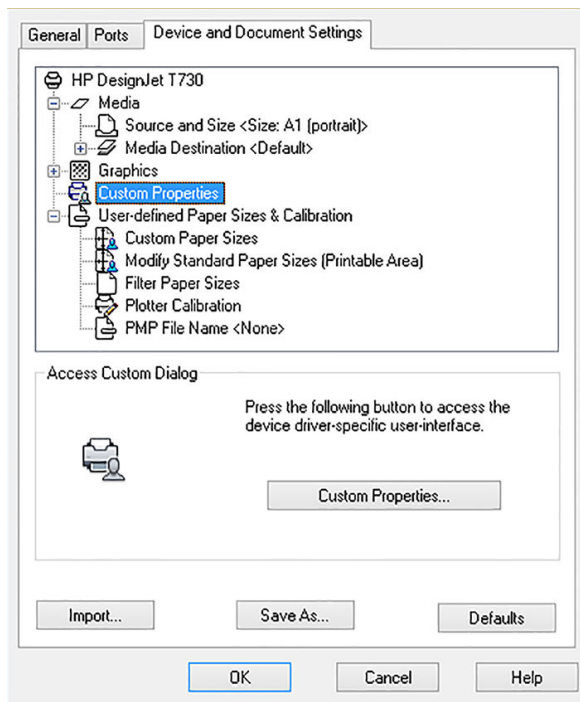 General Ports Device and Document Settings
HP DesignJet T730
Media
Source and Size <Size: A1 (portrait)>
Media Destination <Default>
Graphics
Custom Properties
User-defined Paper Sizes & Calibration
Custom Paper Sizes
Modify Standard Paper Sizes (Printable Area)
Filter Paper Sizes
Plotter Calibration
PMP File Name <None>
Access Custom Dialog
Press the following button to access the
device driver-specific user-interface.
Custom Properties...
Import... Save As... Defaults
OK Cancel Help